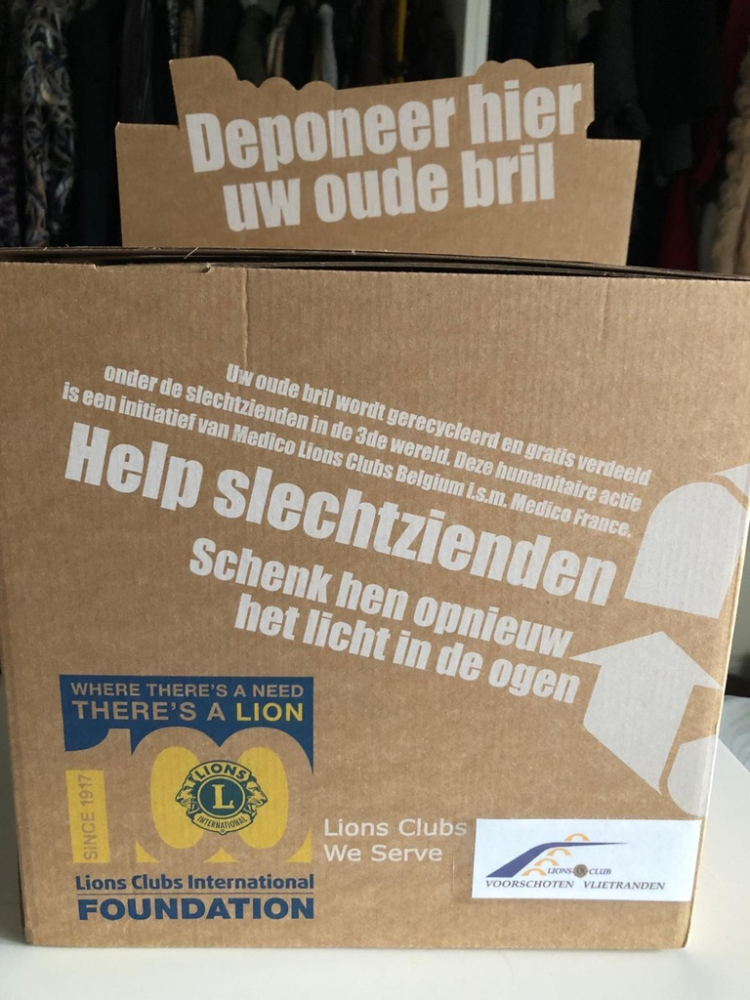 Deponeer hier
uw oude bril
Uw oude bril wordt gerecycleerd en gratis verdeeld
onder de slechtzienden in de 3de wereld. Deze humanitaire actie
is een initiatief van Medico Lions Clubs Belgium i.s.m. Medico France.
Help slechtzienden
Schenk hen opnieuw
het licht in de ogen
WHERE THERE'S A NEED
THERE'S A LION
100
SINCE 1917
LIONS
L
INTERNATIONAL
Lions Clubs International
FOUNDATION
Lions Clubs
We Serve
LIONS CLUB
VOORSCHOTEN VLIETRANDEN